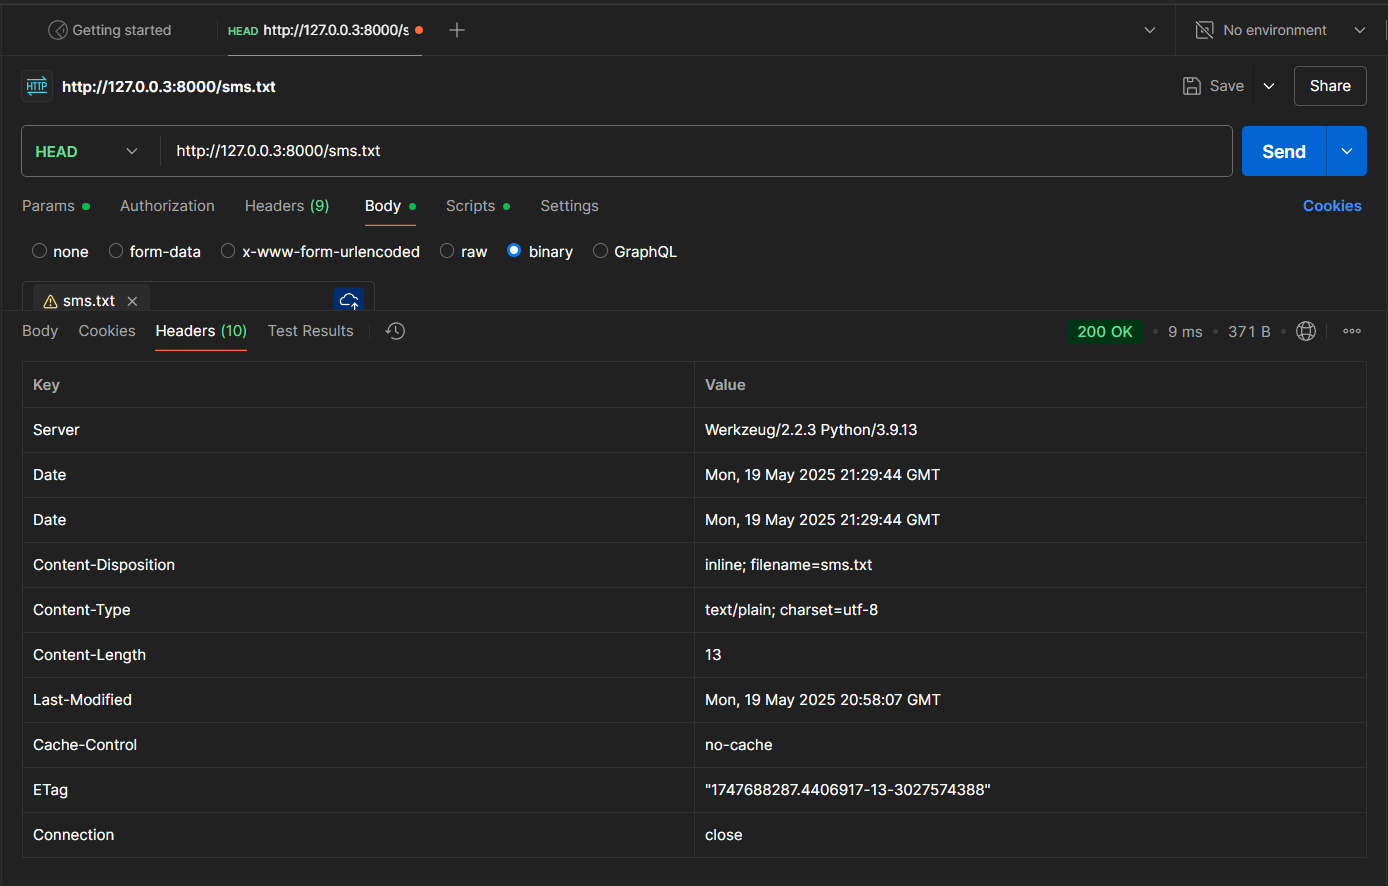 Getting started
HEAD http://127.0.0.3:8000/s
No environment
HTTP http://127.0.0.3:8000/sms.txt
Save
Share
HEAD http://127.0.0.3:8000/sms.txt
Send
Params Authorization Headers (9) Body Scripts Settings Cookies
none form-data x-www-form-urlencoded raw binary GraphQL
sms.txt
Body Cookies Headers (10) Test Results 200 OK 9 ms 371 B
Key Value
Server Werkzeug/2.2.3 Python/3.9.13
Date Mon, 19 May 2025 21:29:44 GMT
Date Mon, 19 May 2025 21:29:44 GMT
Content-Disposition inline; filename=sms.txt
Content-Type text/plain; charset=utf-8
Content-Length 13
Last-Modified Mon, 19 May 2025 20:58:07 GMT
Cache-Control no-cache
ETag "1747688287.4406917-13-3027574388"
Connection close